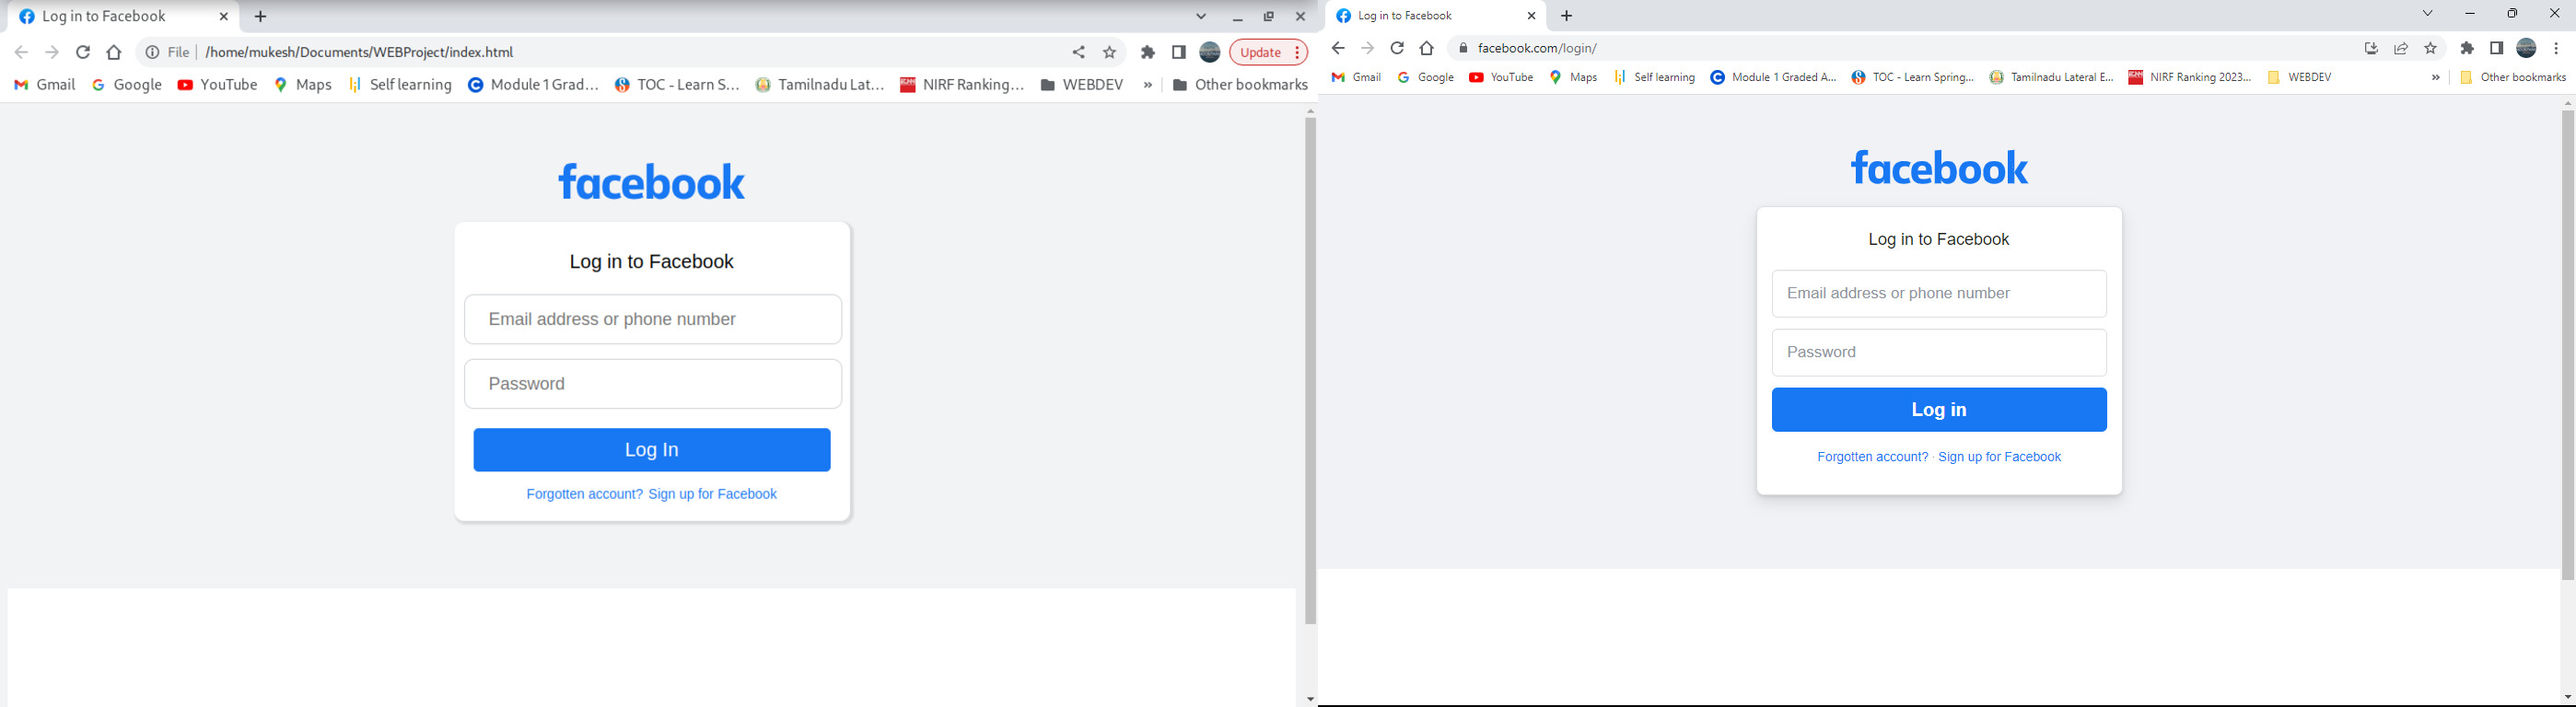 Log in to Facebook
File /home/mukesh/Documents/WEBProject/index.html Update
Gmail Google YouTube Maps Self learning Module 1 Grad... TOC - Learn S... Tamilnadu Lat... NIRF Ranking... WEBDEV » Other bookmarks
facebook
Log in to Facebook
Email address or phone number
Password
Log In
Forgotten account? Sign up for Facebook
Log in to Facebook
facebook.com/login/
Gmail Google YouTube Maps Self learning Module 1 Graded A... TOC - Learn Spring... Tamilnadu Lateral E... NIRF Ranking 2023... WEBDEV » Other bookmarks
facebook
Log in to Facebook
Email address or phone number
Password
Log in
Forgotten account? · Sign up for Facebook